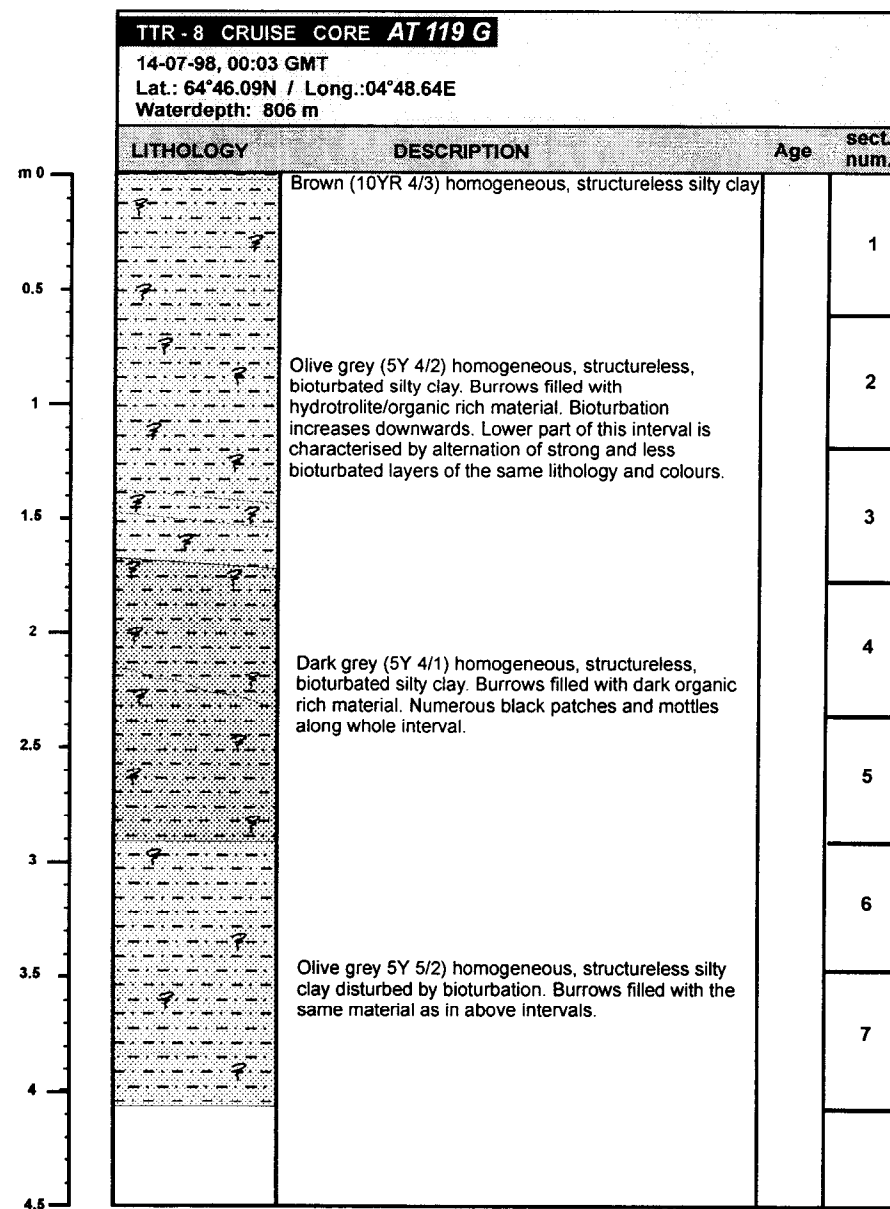 TTR - 8 CRUISE CORE AT 119 G
14-07-98, 00:03 GMT
Lat.: 64°46.09N / Long.:04°48.64E
Waterdepth: 806 m
LITHOLOGY DESCRIPTION Age sect. num.
m 0
Brown (10YR 4/3) homogeneous, structureless silty clay
1
0.5
Olive grey (5Y 4/2) homogeneous, structureless,
bioturbated silty clay. Burrows filled with
hydrotrolite/organic rich material. Bioturbation
increases downwards. Lower part of this interval is
characterised by alternation of strong and less
bioturbated layers of the same lithology and colours.
2
1
1.5
3
2
4
Dark grey (5Y 4/1) homogeneous, structureless,
bioturbated silty clay. Burrows filled with dark organic
rich material. Numerous black patches and mottles
along whole interval.
2.5
5
3
6
3.5
Olive grey 5Y 5/2) homogeneous, structureless silty
clay disturbed by bioturbation. Burrows filled with the
same material as in above intervals.
7
4
4.5